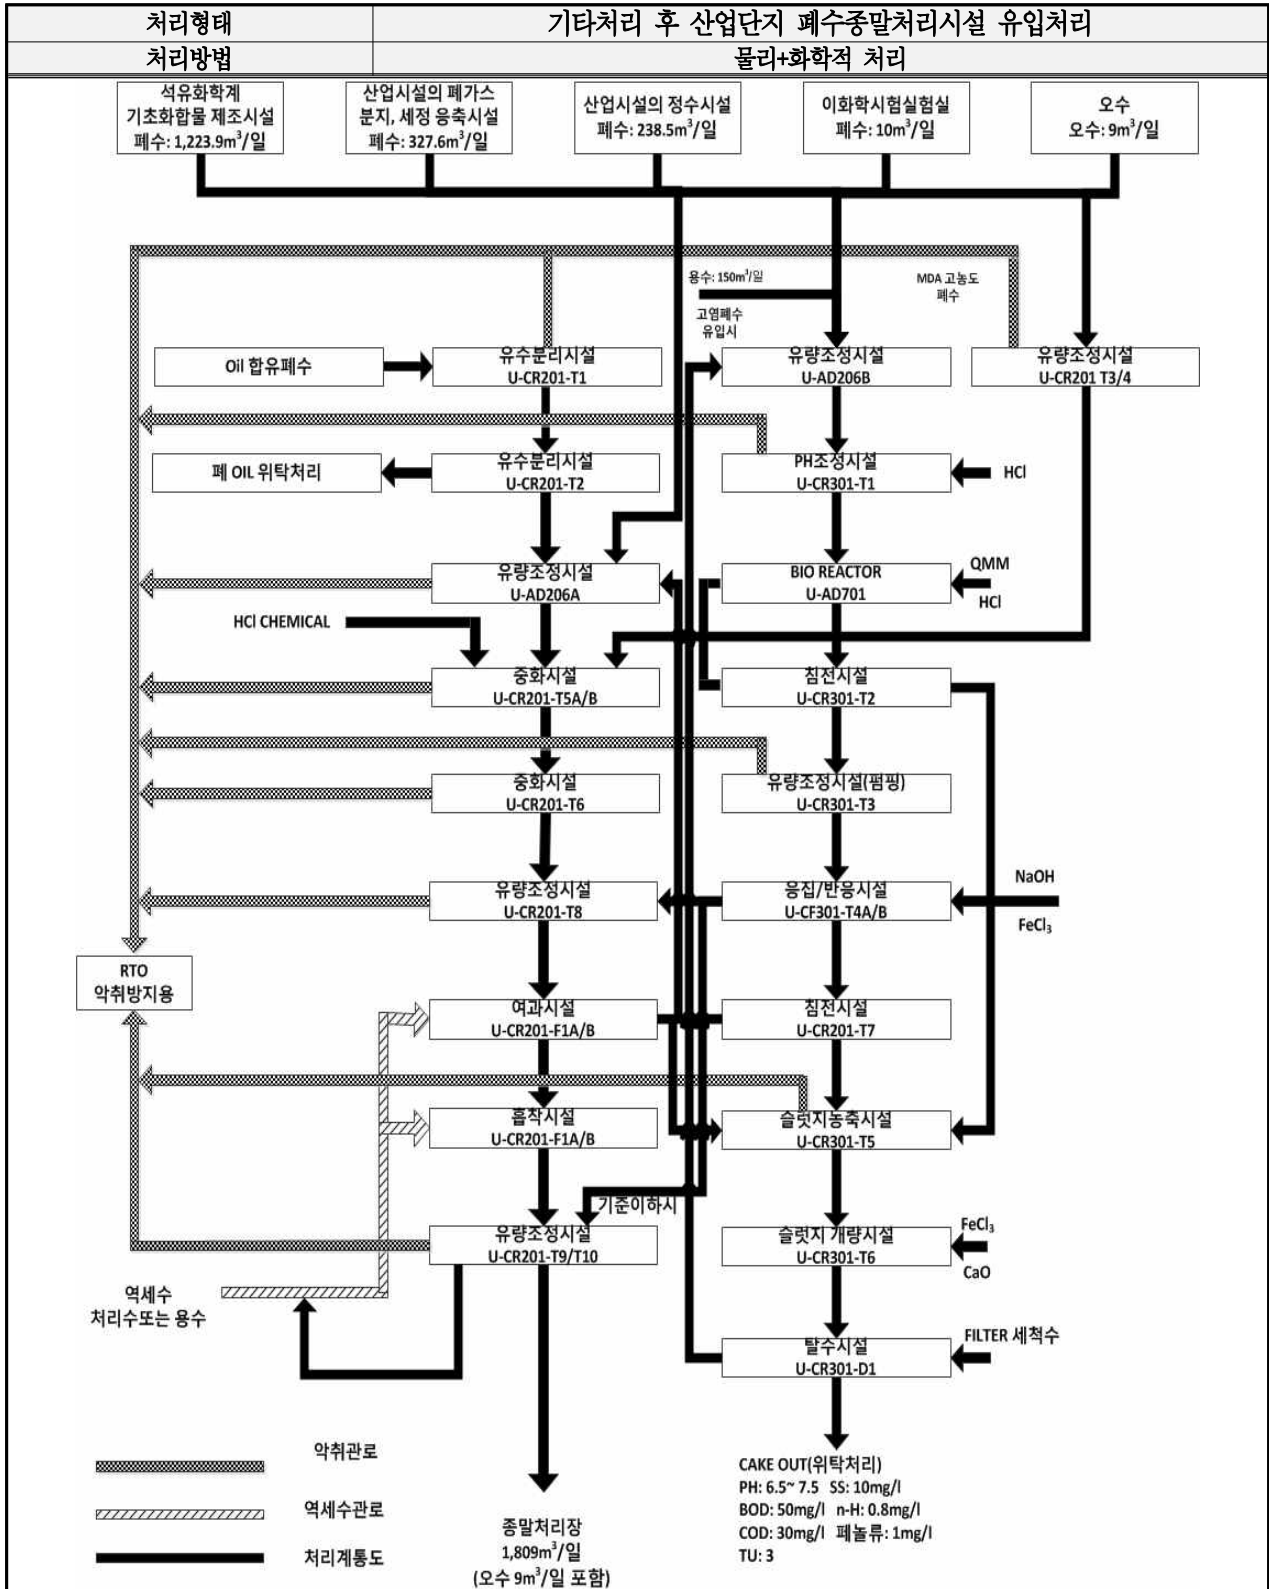 처리형태
기타처리 후 산업단지 폐수종말처리시설 유입처리
처리방법
물리+화학적 처리
석유화학계
기초화합물 제조시설
폐수: 1,223.9m³/일
산업시설의 폐가스
분지, 세정 응축시설
폐수: 327.6m³/일
산업시설의 정수시설
폐수: 238.5m³/일
이화학시험실험실
폐수: 10m³/일
오수
오수: 9m³/일
용수: 150m³/일
고염폐수
유입시
MDA 고농도
폐수
Oil 합유폐수
유수분리시설
U-CR201-T1
유량조정시설
U-AD206B
유량조정시설
U-CR201 T3/4
폐 OIL 위탁처리
유수분리시설
U-CR201-T2
PH조성시설
U-CR301-T1
HCl
유량조정시설
U-AD206A
BIO REACTOR
U-AD701
QMM
HCl
HCl CHEMICAL
중화시설
U-CR201-T5A/B
침전시설
U-CR301-T2
중화시설
U-CR201-T6
유량조정시설(펌핑)
U-CR301-T3
유량조정시설
U-CR201-T8
응집/반응시설
U-CF301-T4A/B
NaOH
FeCl₃
RTO
악취방지용
여과시설
U-CR201-F1A/B
침전시설
U-CR201-T7
흡착시설
U-CR201-F1A/B
슬럿지농축시설
U-CR301-T5
기준이하시
유량조정시설
U-CR201-T9/T10
슬럿지 개량시설
U-CR301-T6
FeCl₃
CaO
역세수
처리수또는 용수
탈수시설
U-CR301-D1
FILTER 세척수
악취관로
역세수관로
처리계통도
종말처리장
1,809m³/일
(오수 9m³/일 포함)
CAKE OUT(위탁처리)
PH: 6.5~ 7.5 SS: 10mg/l
BOD: 50mg/l n-H: 0.8mg/l
COD: 30mg/l 페놀류: 1mg/l
TU: 3